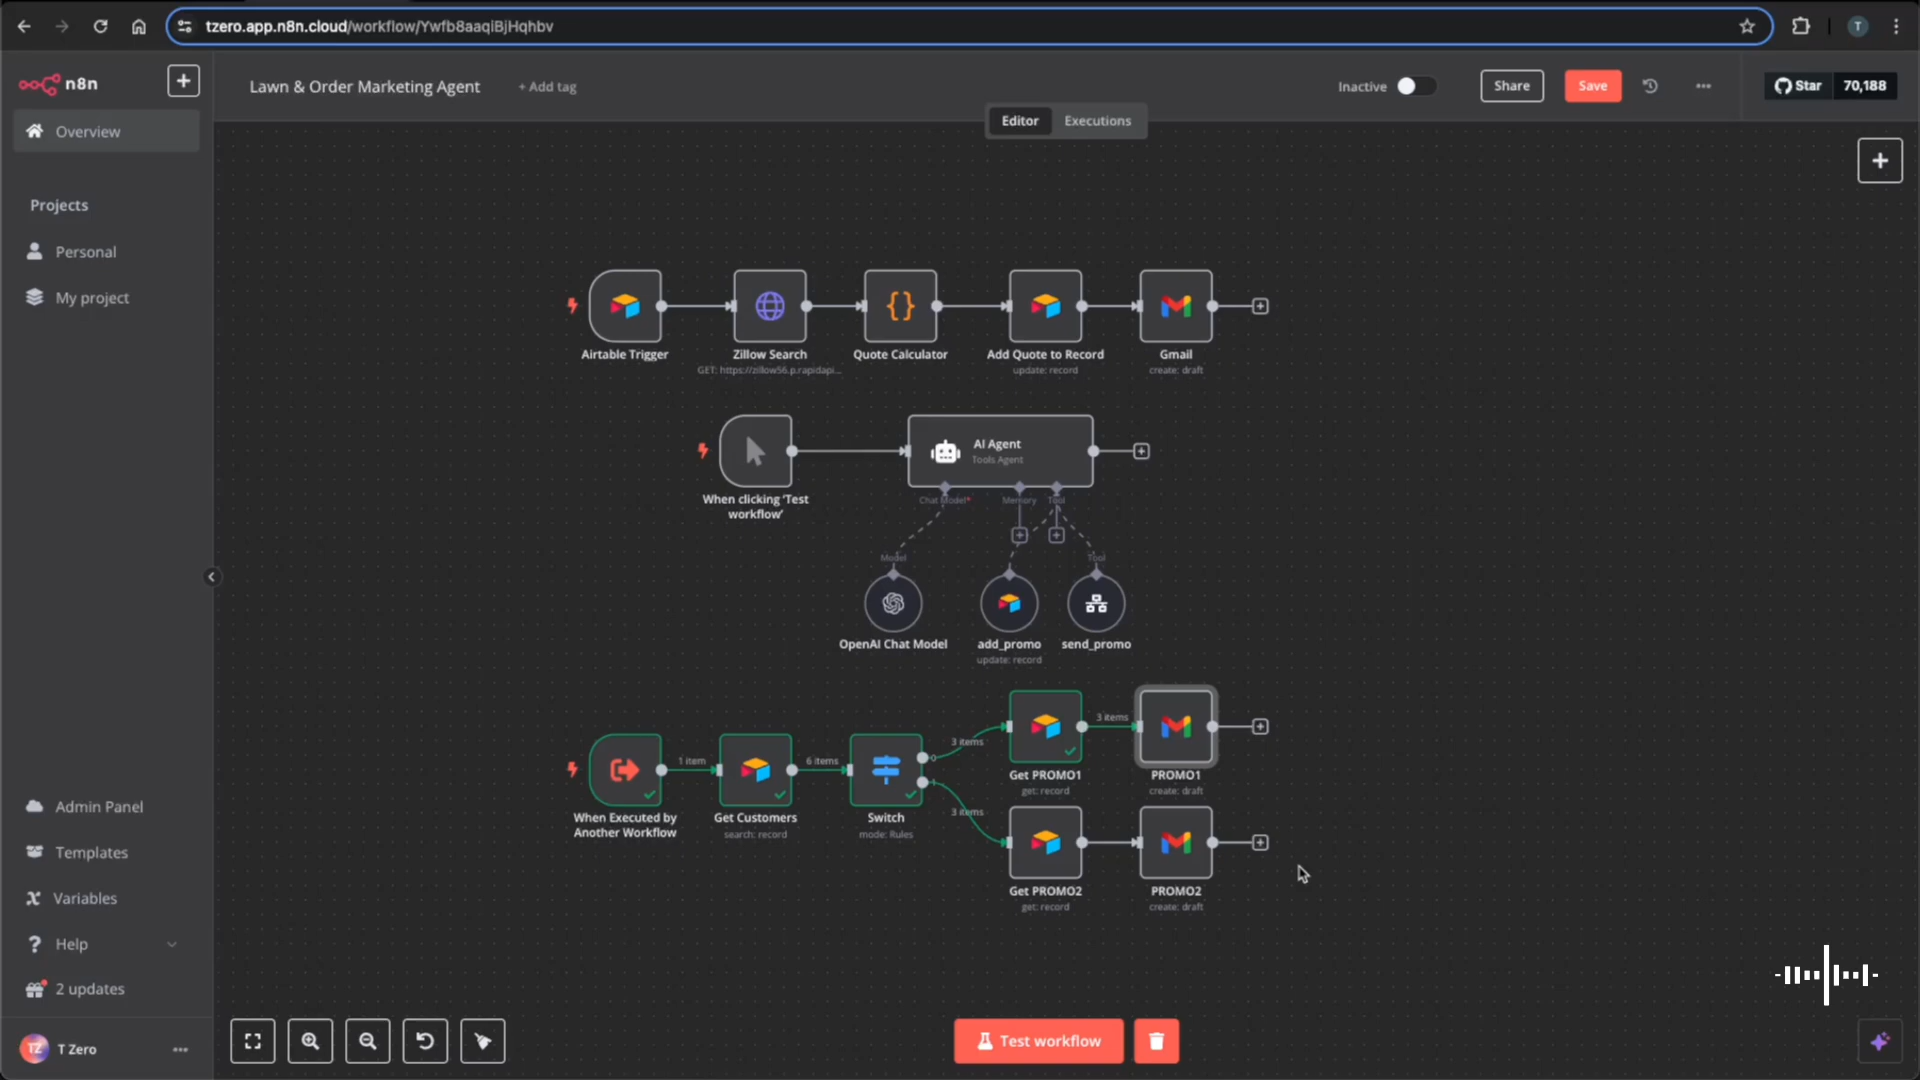 tzero.app.n8n.cloud/workflow/Ywfb8aaqiBjHqhbv
T
n8n
Lawn & Order Marketing Agent
+ Add tag
Inactive
Share
Save
Star
70,188
Editor
Executions
Overview
Projects
Personal
My project
Airtable Trigger
Zillow Search
GET: https://zillow56.p.rapidapi...
Quote Calculator
Add Quote to Record
update: record
Gmail
create: draft
When clicking 'Test
workflow'
AI Agent
Tools Agent
Chat Model*
Memory
Tool
Model
Tool
OpenAI Chat Model
add_promo
update: record
send_promo
When Executed by
Another Workflow
1 item
Get Customers
search: record
6 items
Switch
mode: Rules
3 items
3 items
Get PROMO1
get: record
3 items
PROMO1
create: draft
Get PROMO2
get: record
PROMO2
create: draft
Admin Panel
Templates
Variables
Help
2 updates
TZ
T Zero
Test workflow